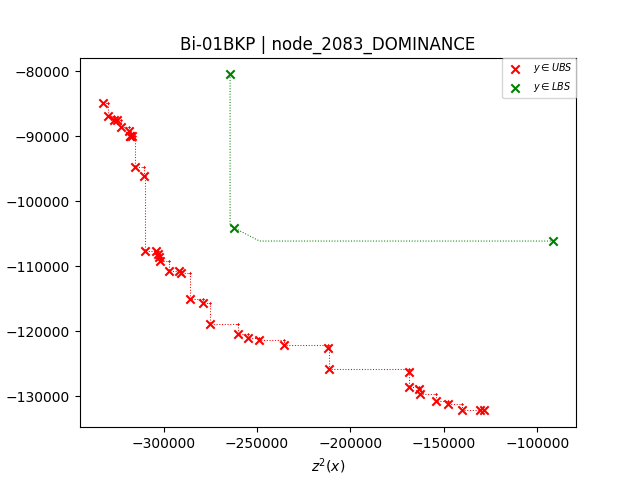 Bi-01BKP | node_2083_DOMINANCE
y ∈ UBS
y ∈ LBS
−80000
−90000
−100000
−110000
−120000
−130000
−300000 −250000 −200000 −150000 −100000
z²(x)